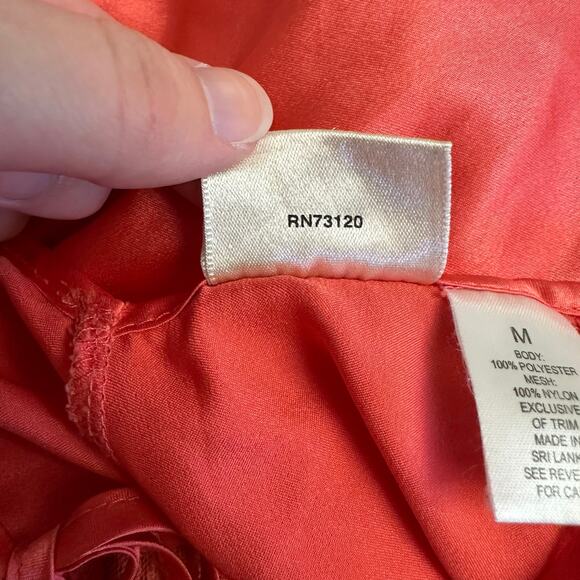 RN73120
M
BODY:
100% POLYESTER
MESH:
100% NYLON
EXCLUSIVE
OF TRIM
MADE IN
SRI LANK
SEE REVE
FOR CA